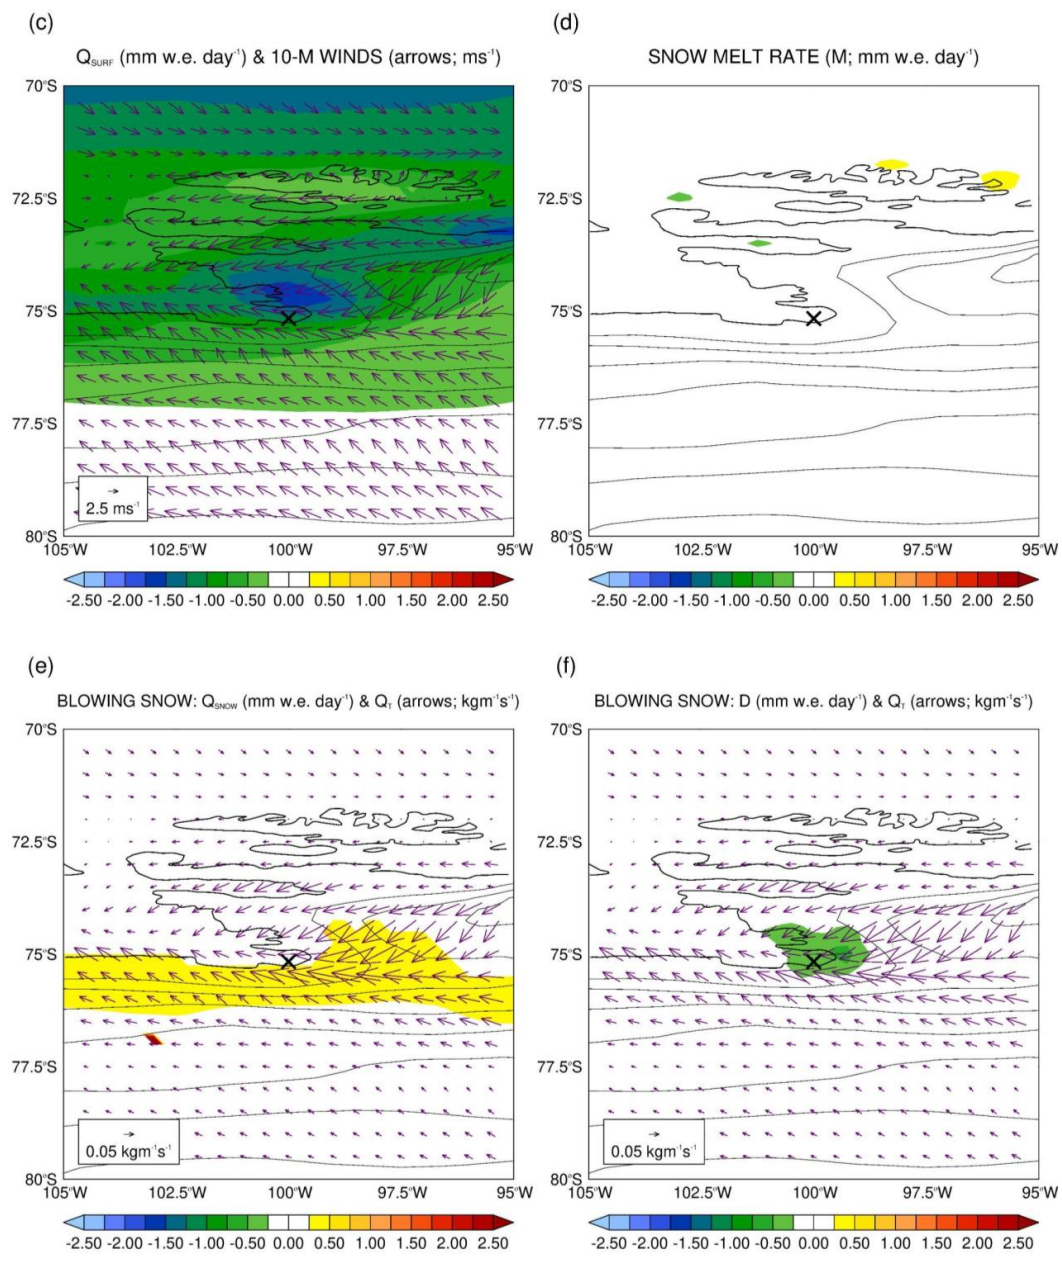 (c)
(d)
QSURF (mm w.e. day⁻¹) & 10-M WINDS (arrows; ms⁻¹)
SNOW MELT RATE (M; mm w.e. day⁻¹)
70°S
72.5°S
75°S
77.5°S
80°S
2.5 ms⁻¹
105°W 102.5°W 100°W 97.5°W 95°W
-2.50 -2.00 -1.50 -1.00 -0.50 0.00 0.50 1.00 1.50 2.00 2.50
70°S
72.5°S
75°S
77.5°S
80°S
105°W 102.5°W 100°W 97.5°W 95°W
-2.50 -2.00 -1.50 -1.00 -0.50 0.00 0.50 1.00 1.50 2.00 2.50
(e)
(f)
BLOWING SNOW: QSNOW (mm w.e. day⁻¹) & QT (arrows; kgm⁻¹s⁻¹)
BLOWING SNOW: D (mm w.e. day⁻¹) & QT (arrows; kgm⁻¹s⁻¹)
70°S
72.5°S
75°S
77.5°S
80°S
0.05 kgm⁻¹s⁻¹
105°W 102.5°W 100°W 97.5°W 95°W
-2.50 -2.00 -1.50 -1.00 -0.50 0.00 0.50 1.00 1.50 2.00 2.50
70°S
72.5°S
75°S
77.5°S
80°S
0.05 kgm⁻¹s⁻¹
105°W 102.5°W 100°W 97.5°W 95°W
-2.50 -2.00 -1.50 -1.00 -0.50 0.00 0.50 1.00 1.50 2.00 2.50